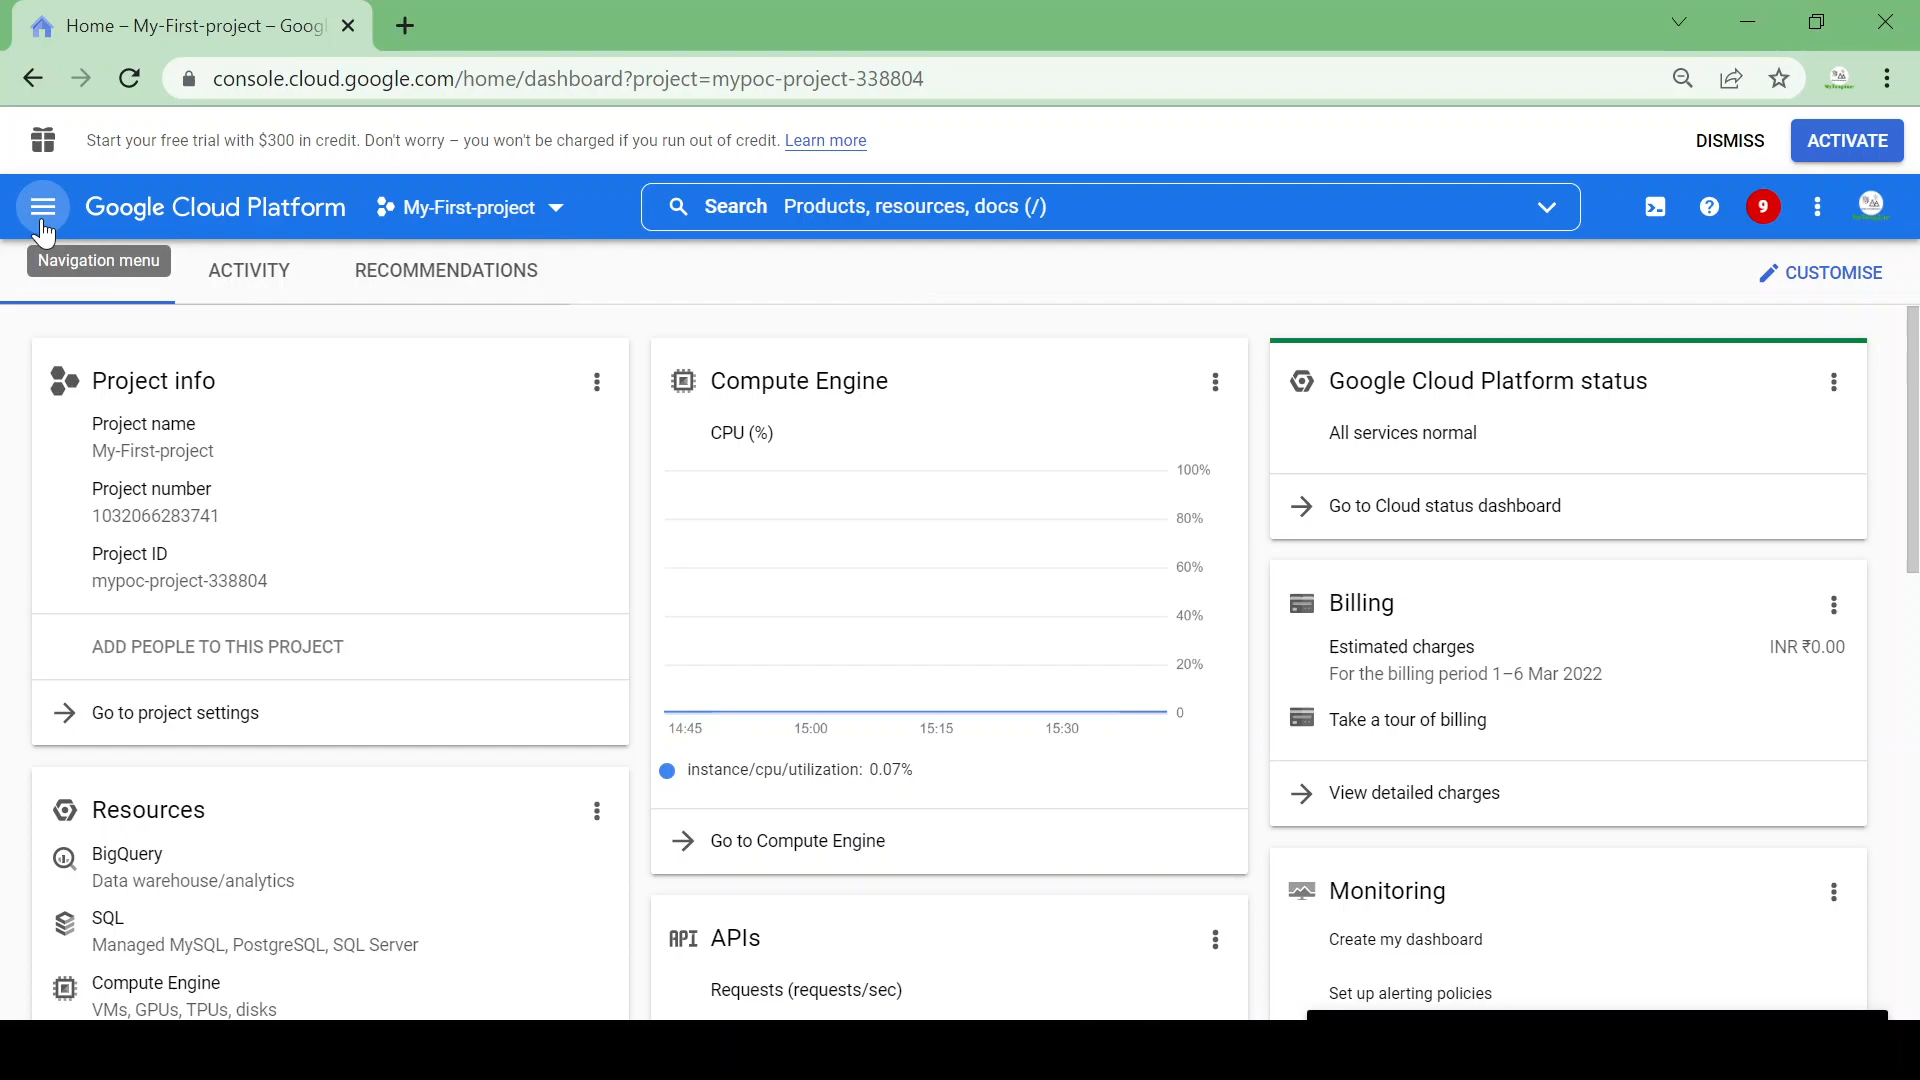 Home – My-First-project – Googl
console.cloud.google.com/home/dashboard?project=mypoc-project-338804
Start your free trial with $300 in credit. Don't worry – you won't be charged if you run out of credit. Learn more
DISMISS
ACTIVATE
Google Cloud Platform
My-First-project
Search Products, resources, docs (/)
9
Navigation menu
ACTIVITY
RECOMMENDATIONS
CUSTOMISE
Project info
Project name
My-First-project
Project number
1032066283741
Project ID
mypoc-project-338804
ADD PEOPLE TO THIS PROJECT
Go to project settings
Resources
BigQuery
Data warehouse/analytics
SQL
Managed MySQL, PostgreSQL, SQL Server
Compute Engine
VMs, GPUs, TPUs, disks
Compute Engine
CPU (%)
100%
80%
60%
40%
20%
0
14:45 15:00 15:15 15:30
instance/cpu/utilization: 0.07%
Go to Compute Engine
API APIs
Requests (requests/sec)
Google Cloud Platform status
All services normal
Go to Cloud status dashboard
Billing
Estimated charges INR ₹0.00
For the billing period 1–6 Mar 2022
Take a tour of billing
View detailed charges
Monitoring
Create my dashboard
Set up alerting policies